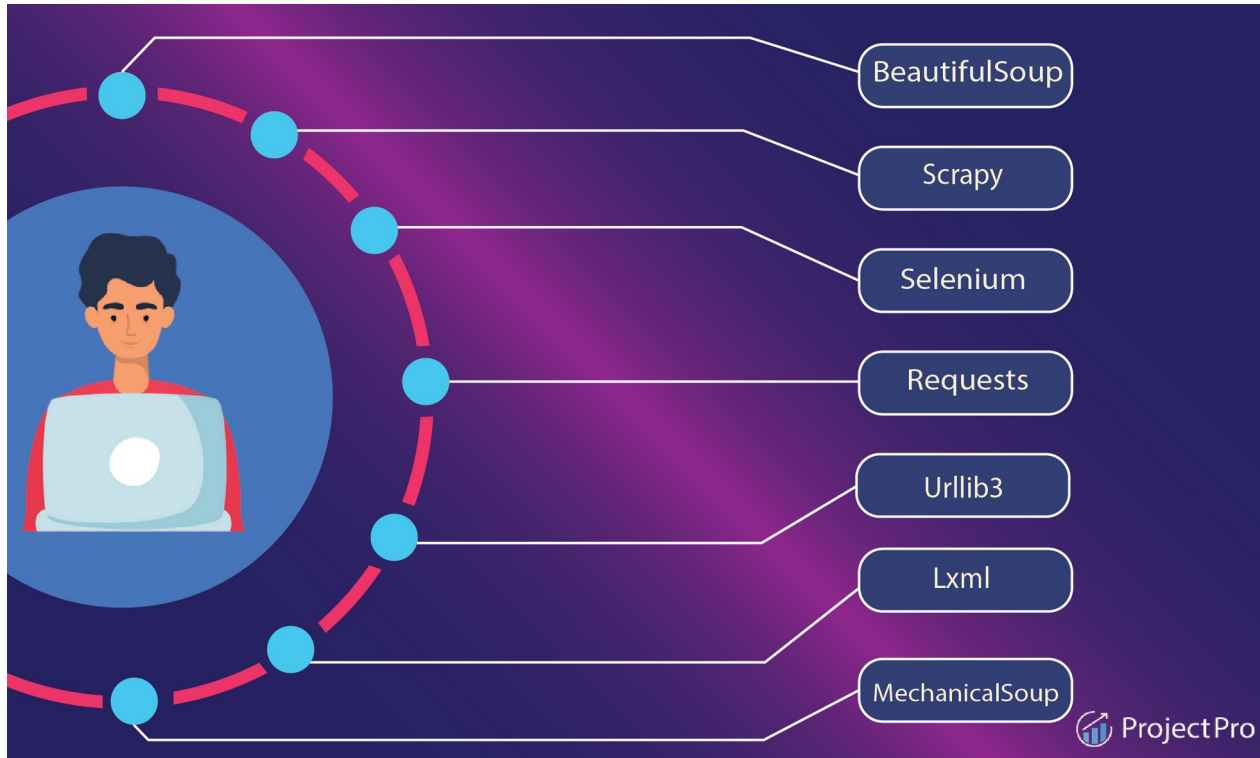 BeautifulSoup
Scrapy
Selenium
Requests
Urllib3
Lxml
MechanicalSoup
ProjectPro